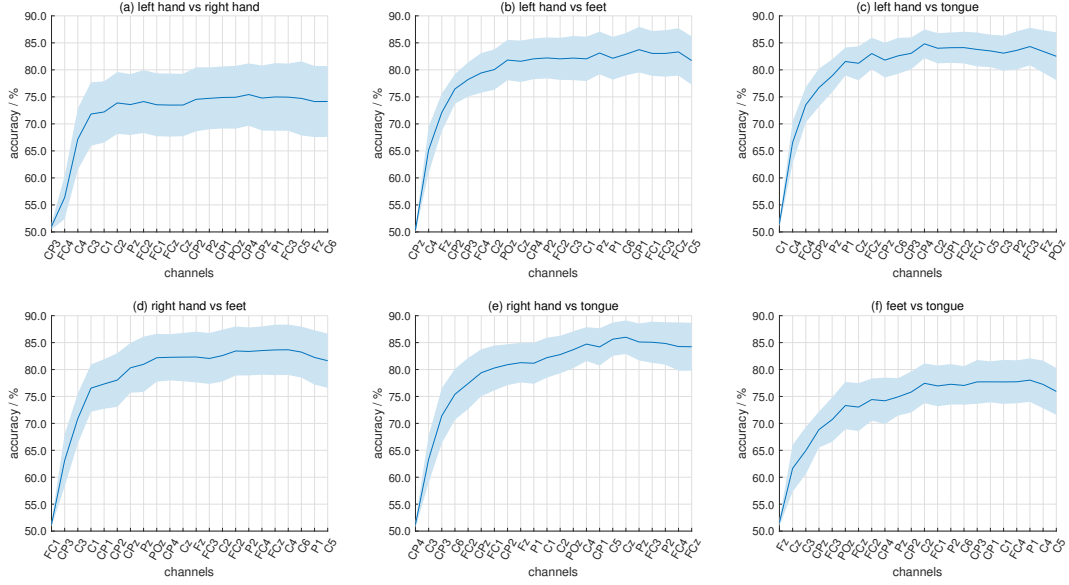 (a) left hand vs right hand
90.0
85.0
80.0
75.0
70.0
65.0
60.0
55.0
50.0
accuracy / %
CP3 FC4 C4 C3 C1 C2 Pz FC2 FC1 FCz Cz CP2 P2 CP1 POz CP4 CPz P1 FC3 C5 Fz C6
channels
(b) left hand vs feet
90.0
85.0
80.0
75.0
70.0
65.0
60.0
55.0
50.0
accuracy / %
CPz C4 Fz CP2 CP3 FC4 C2 POz Cz CP4 P2 FC2 C3 C1 Pz P1 C6 CP1 FC1 FC3 FCz C5
channels
(c) left hand vs tongue
90.0
85.0
80.0
75.0
70.0
65.0
60.0
55.0
50.0
accuracy / %
C1 C4 FC4 CP2 Pz P1 Cz FCz CPz C6 CP3 CP4 C2 CP1 FC2 FC1 C5 C3 P2 FC3 Fz POz
channels
(d) right hand vs feet
90.0
85.0
80.0
75.0
70.0
65.0
60.0
55.0
50.0
accuracy / %
FC1 CP3 C3 C1 CP1 CP2 CPz Pz POz CP4 Cz Fz FC3 C2 P2 FC2 FCz FC4 C4 C6 P1 C5
channels
(e) right hand vs tongue
90.0
85.0
80.0
75.0
70.0
65.0
60.0
55.0
50.0
accuracy / %
CP4 C3 CP3 C6 FC2 CPz FC1 CP2 Fz P1 C1 C2 POz C4 CP1 C5 Cz Pz FC3 P2 FC4 FCz
channels
(f) feet vs tongue
90.0
85.0
80.0
75.0
70.0
65.0
60.0
55.0
50.0
accuracy / %
Fz Cz C3 CPz FC3 POz FCz FC2 CP4 Pz CP2 C2 FC1 P2 C6 CP3 CP1 C1 FC4 P1 C4 C5
channels